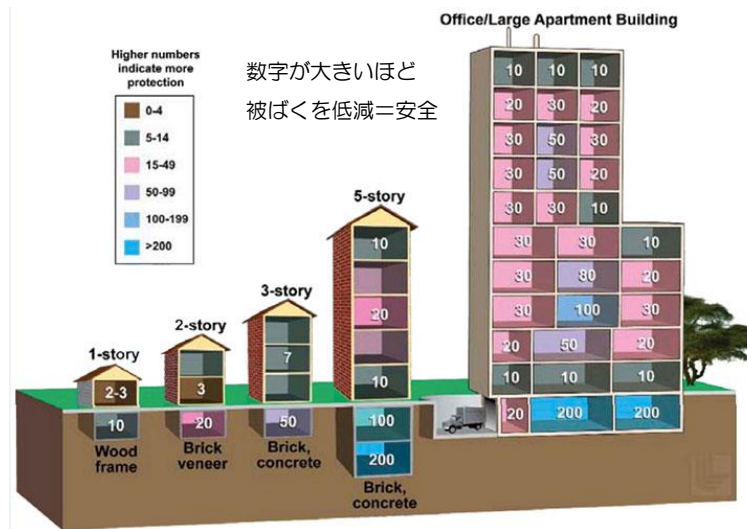 Office/Large Apartment Building
Higher numbers
indicate more
protection
0-4
5-14
15-49
50-99
100-199
>200
数字が大きいほど
被ばくを低減＝安全
1-story
2-3
10
Wood
frame
2-story
3
20
Brick
veneer
3-story
7
50
Brick,
concrete
5-story
10
20
10
100
200
Brick,
concrete
10 10 10
20 30 20
30 50 30
30 50 20
30 30 10
30 30 10
30 80 20
30 100 30
20 50 20
10 10 10
20 200 200